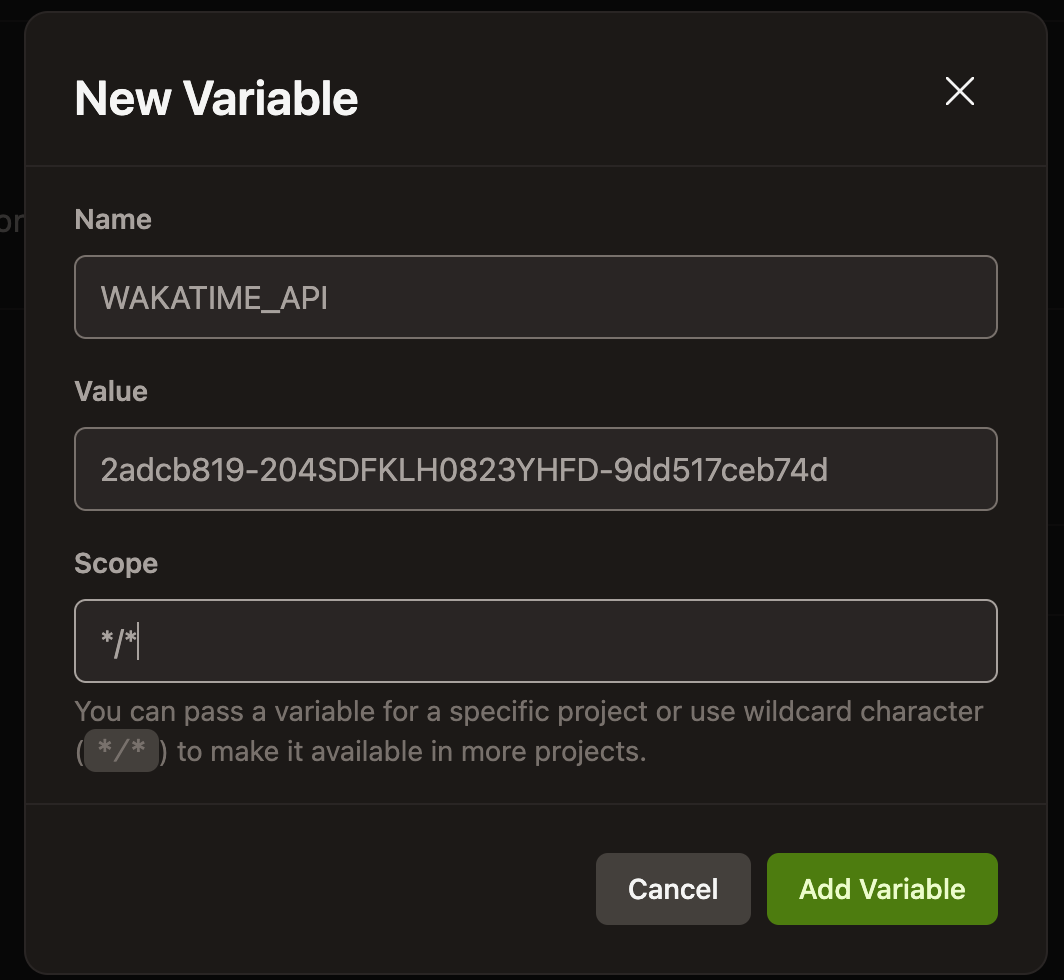 New Variable
or
Name
WAKATIME_API
Value
2adcb819-204SDFKLH0823YHFD-9dd517ceb74d
Scope
*/*
You can pass a variable for a specific project or use wildcard character
(*/*) to make it available in more projects.
Cancel
Add Variable